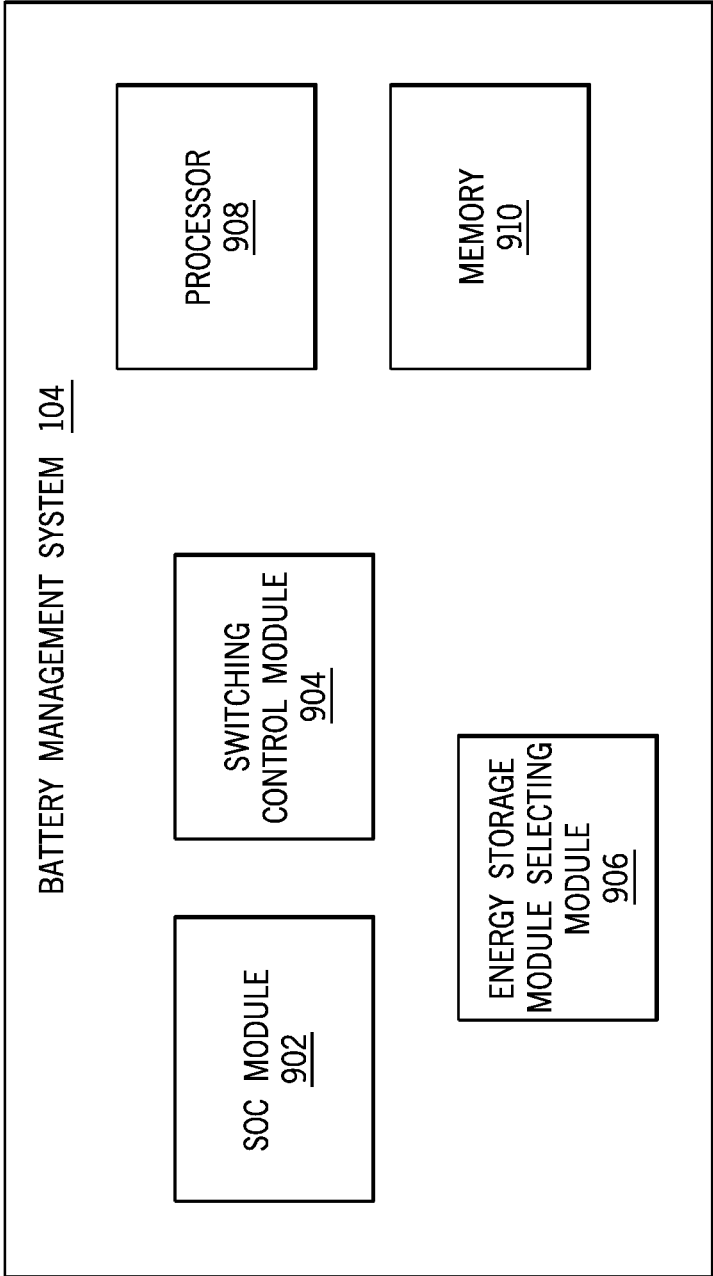 BATTERY MANAGEMENT SYSTEM 104
SOC MODULE
902
SWITCHING
CONTROL MODULE
904
PROCESSOR
908
ENERGY STORAGE
MODULE SELECTING
MODULE
906
MEMORY
910